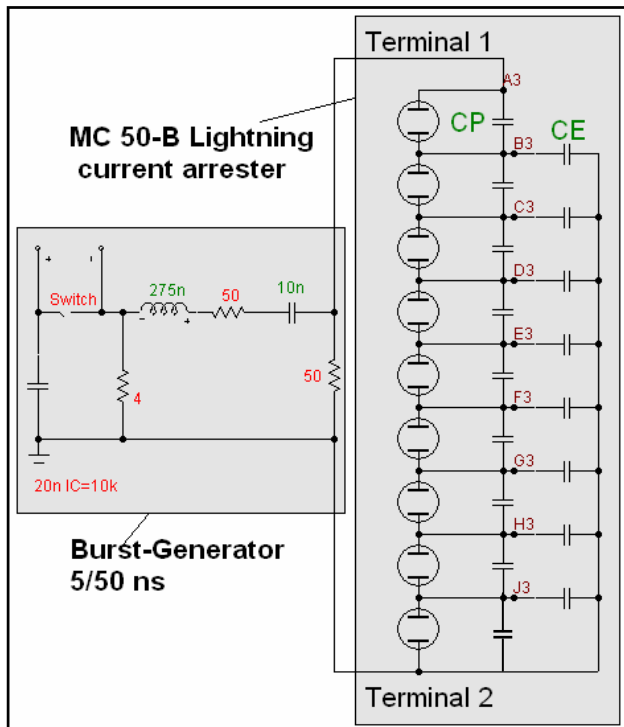 Terminal 1
A3
MC 50-B Lightning
current arrester
CP
CE
B3
C3
D3
E3
F3
G3
H3
J3
+
Switch
275n
-
+
50
10n
4
50
20n IC=10k
Burst-Generator
5/50 ns
Terminal 2